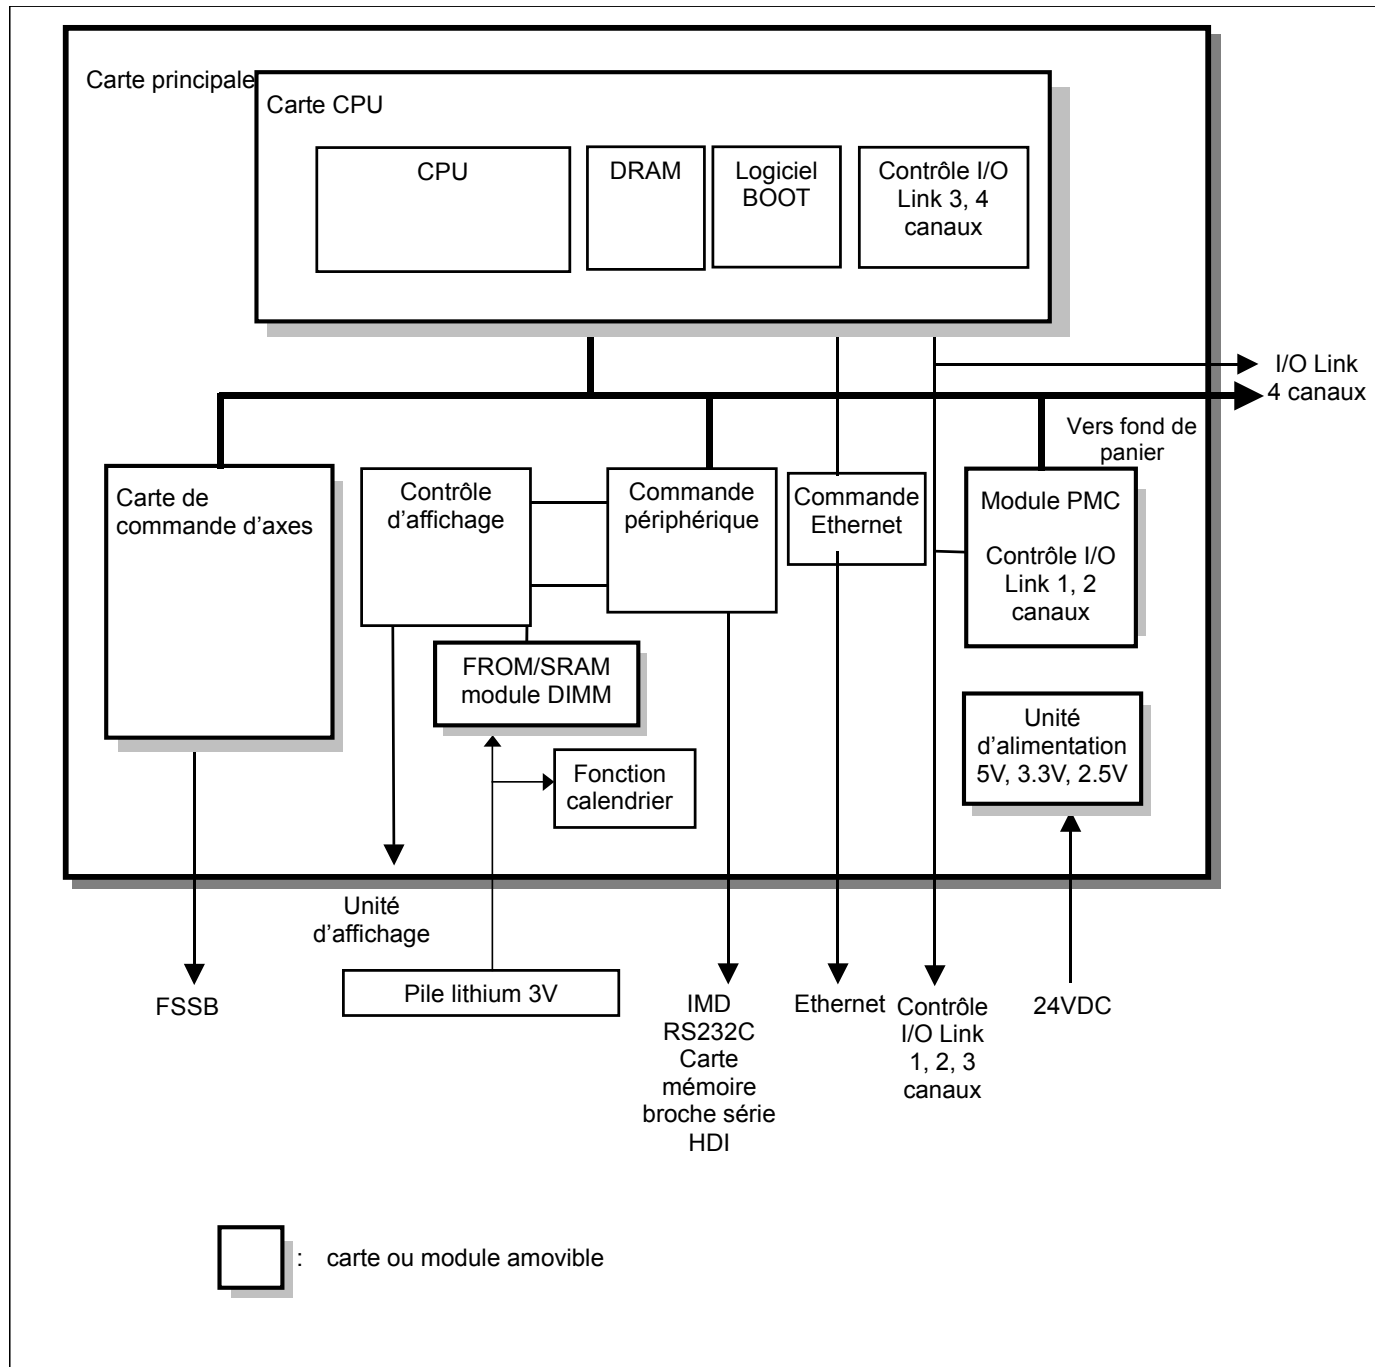 Carte principale
Carte CPU
CPU
DRAM
Logiciel
BOOT
Contrôle I/O
Link 3, 4
canaux
I/O Link
4 canaux
Vers fond de
panier
Carte de
commande d'axes
Contrôle
d'affichage
Commande
périphérique
Commande
Ethernet
Module PMC
Contrôle I/O
Link 1, 2
canaux
FROM/SRAM
module DIMM
Fonction
calendrier
Unité
d'alimentation
5V, 3.3V, 2.5V
Unité
d'affichage
Pile lithium 3V
FSSB
IMD
RS232C
Carte
mémoire
broche série
HDI
Ethernet
Contrôle
I/O Link
1, 2, 3
canaux
24VDC
: carte ou module amovible